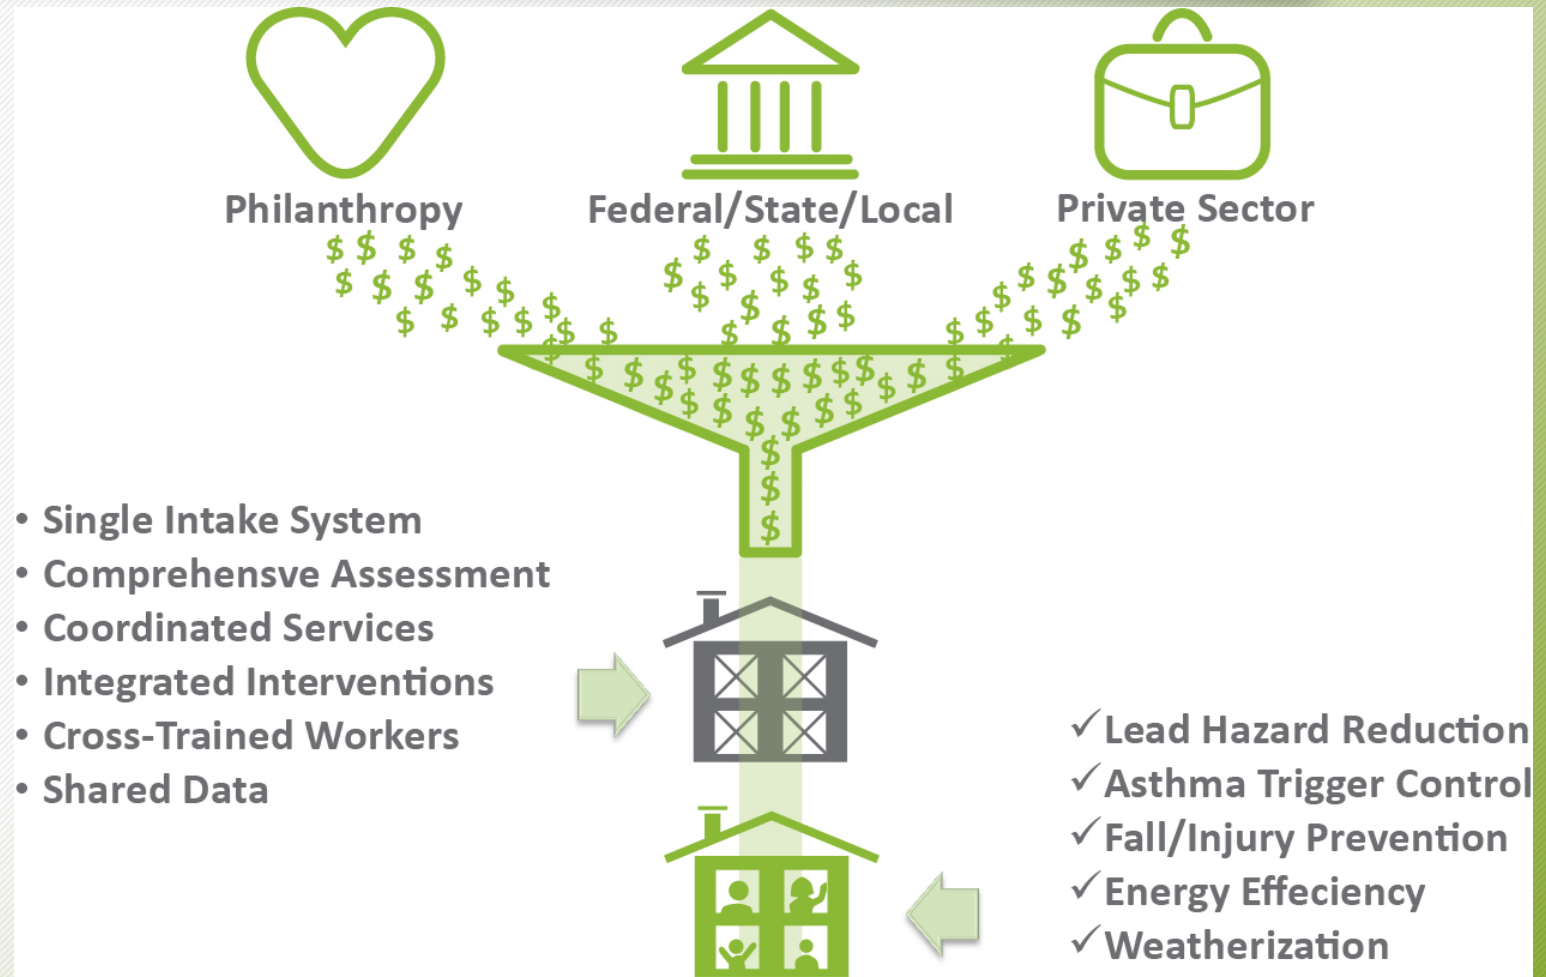 Philanthropy
Federal/State/Local
Private Sector
• Single Intake System
• Comprehensve Assessment
• Coordinated Services
• Integrated Interventions
• Cross-Trained Workers
• Shared Data
✓Lead Hazard Reduction
✓Asthma Trigger Control
✓Fall/Injury Prevention
✓Energy Effeciency
✓Weatherization